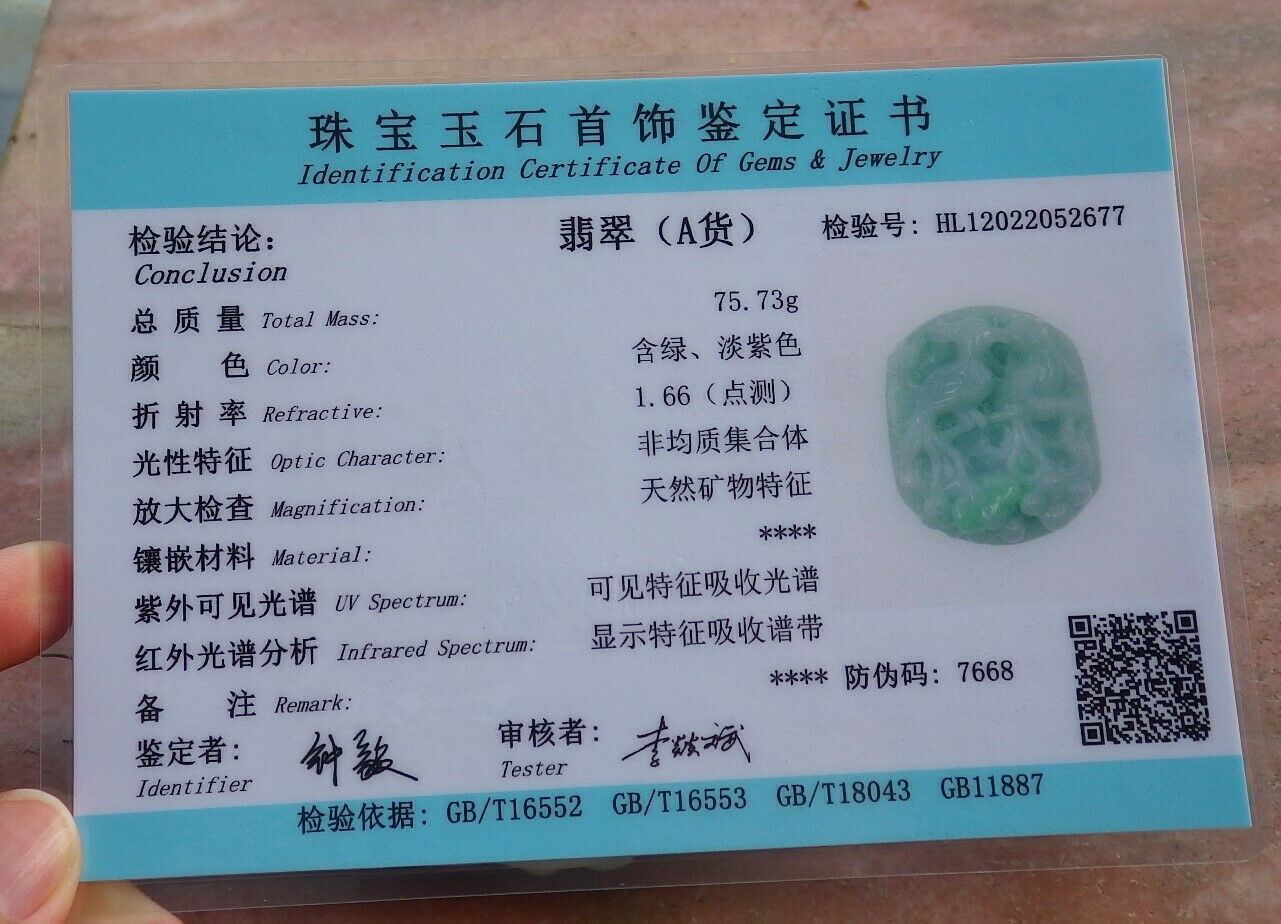 珠宝玉石首饰鉴定证书
Identification Certificate Of Gems & Jewelry
检验结论: 翡翠（A货） 检验号: HL12022052677
Conclusion
总质量 Total Mass: 75.73g
颜色 Color: 含绿、淡紫色
折射率 Refractive: 1.66（点测）
光性特征 Optic Character: 非均质集合体
放大检查 Magnification: 天然矿物特征
镶嵌材料 Material: ****
紫外可见光谱 UV Spectrum: 可见特征吸收光谱
红外光谱分析 Infrared Spectrum: 显示特征吸收谱带
备注 Remark: **** 防伪码: 7668
鉴定者: 审核者:
Identifier Tester
检验依据: GB/T16552 GB/T16553 GB/T18043 GB11887